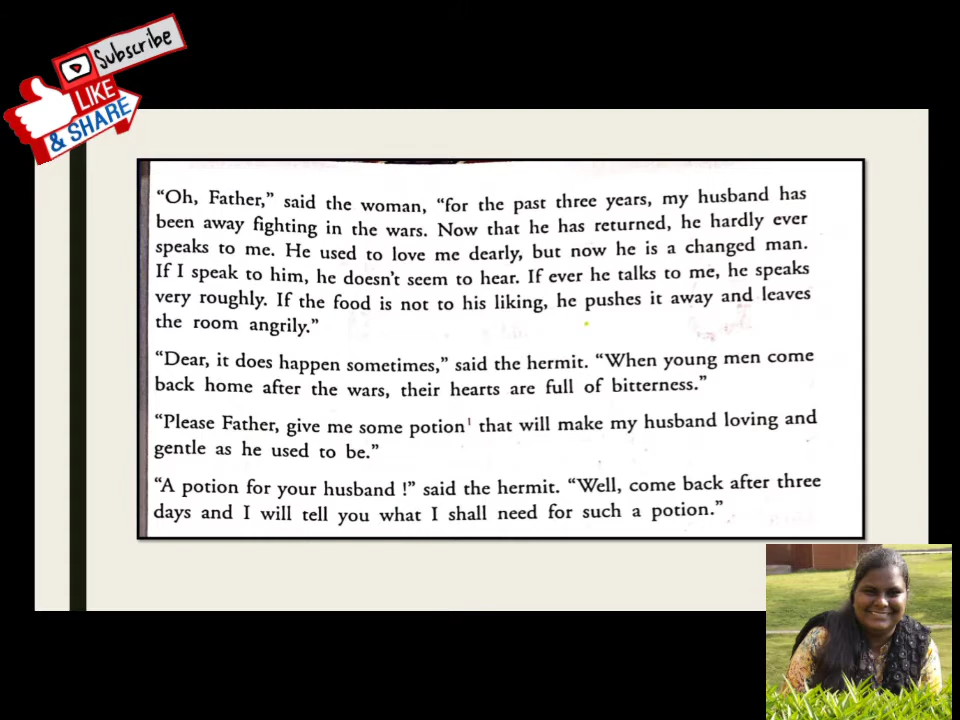 Subscribe
LIKE
& SHARE
“Oh, Father,” said the woman, “for the past three years, my husband has
been away fighting in the wars. Now that he has returned, he hardly ever
speaks to me. He used to love me dearly, but now he is a changed man.
If I speak to him, he doesn’t seem to hear. If ever he talks to me, he speaks
very roughly. If the food is not to his liking, he pushes it away and leaves
the room angrily.”
“Dear, it does happen sometimes,” said the hermit. “When young men come
back home after the wars, their hearts are full of bitterness.”
“Please Father, give me some potion¹ that will make my husband loving and
gentle as he used to be.”
“A potion for your husband !” said the hermit. “Well, come back after three
days and I will tell you what I shall need for such a potion.”